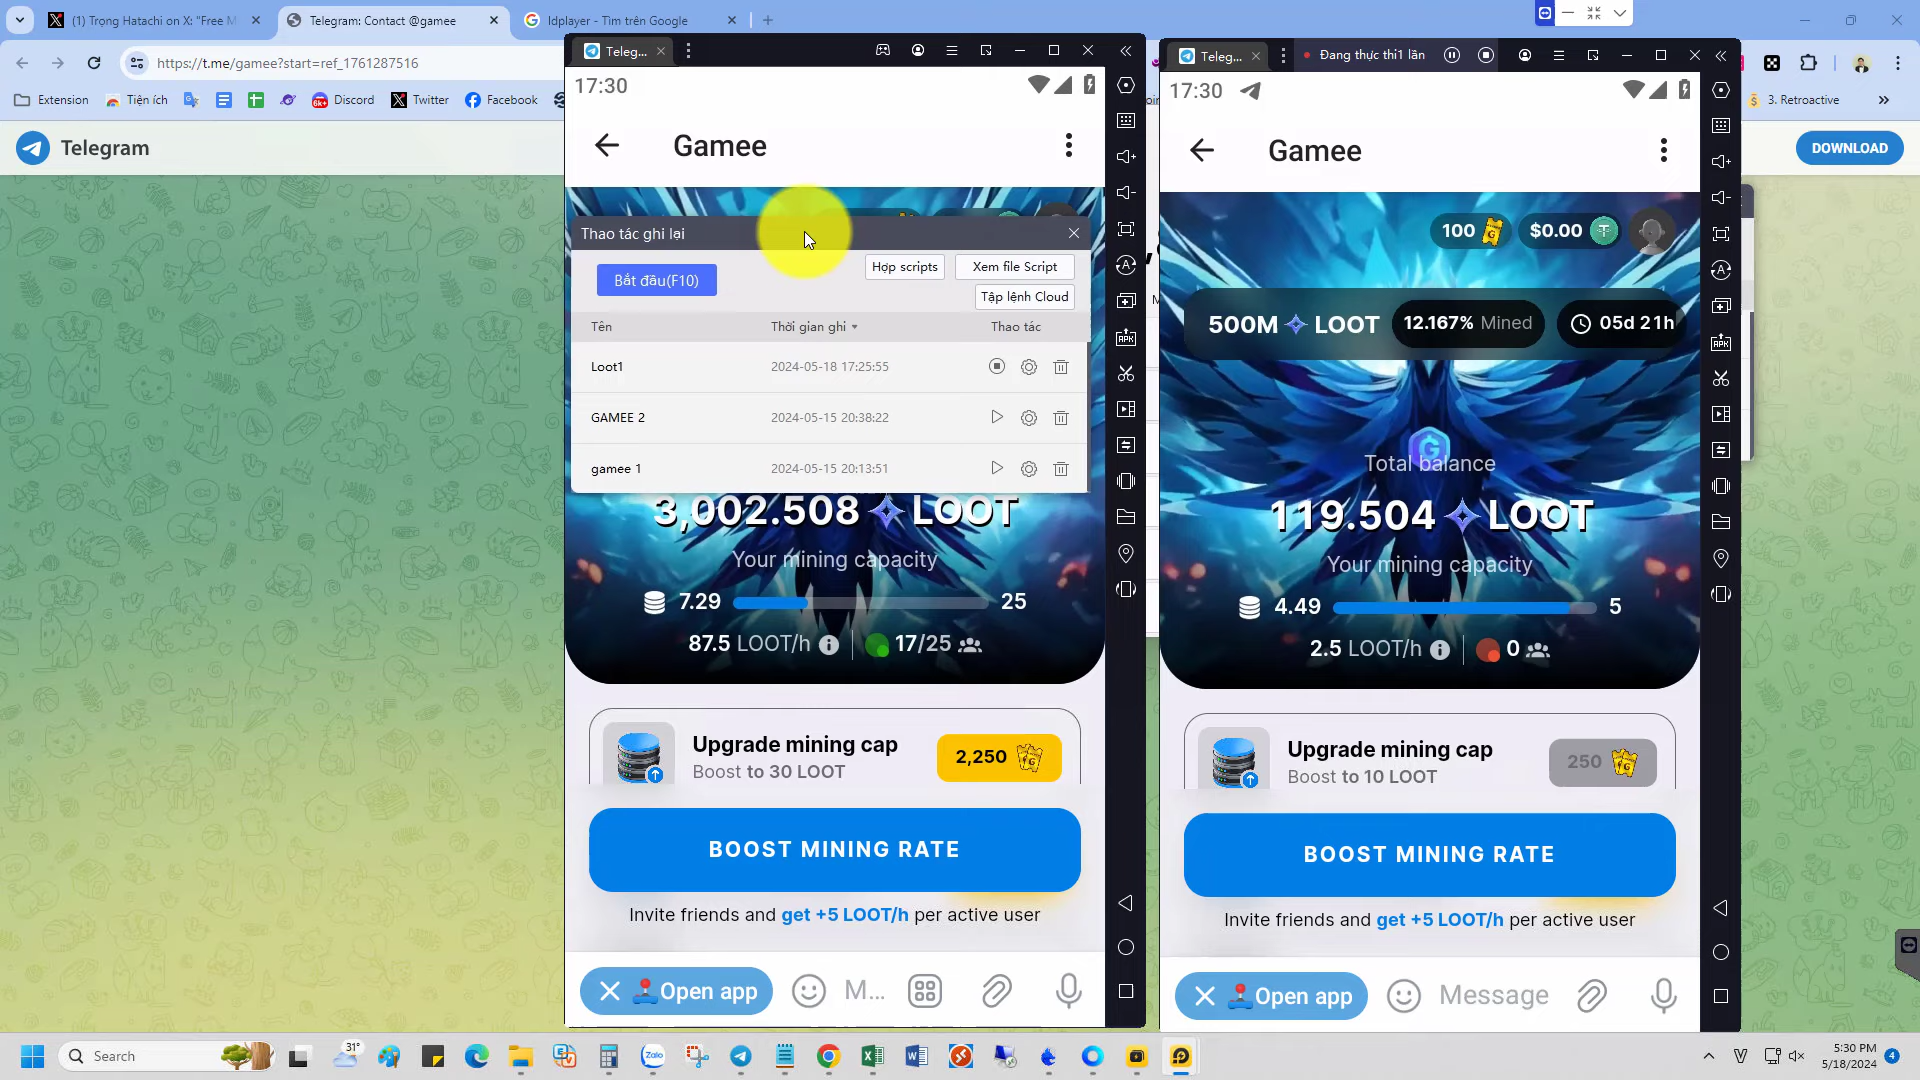 (1) Trọng Hatachi on X: "Free M
Telegram: Contact @gamee
ldplayer - Tìm trên Google
https://t.me/gamee?start=ref_1761287516
Extension
Tiện ích
Discord
Twitter
Facebook
3. Retroactive
Telegram
DOWNLOAD
Teleg...
17:30
Gamee
Thao tác ghi lại
Bắt đầu(F10)
Hợp scripts
Xem file Script
Tập lệnh Cloud
Tên
Thời gian ghi
Thao tác
Loot1
2024-05-18 17:25:55
GAMEE 2
2024-05-15 20:38:22
gamee 1
2024-05-15 20:13:51
3,002.508 LOOT
Your mining capacity
7.29
25
87.5 LOOT/h
17/25
Upgrade mining cap
Boost to 30 LOOT
2,250
BOOST MINING RATE
Invite friends and get +5 LOOT/h per active user
Open app
M...
Teleg...
Đang thực thi1 lần
17:30
Gamee
100
$0.00
500M LOOT
12.167% Mined
05d 21h
Total balance
119.504 LOOT
Your mining capacity
4.49
5
2.5 LOOT/h
0
Upgrade mining cap
Boost to 10 LOOT
250
BOOST MINING RATE
Invite friends and get +5 LOOT/h per active user
Open app
Message
Search
31°
Zalo
5:30 PM
5/18/2024
4